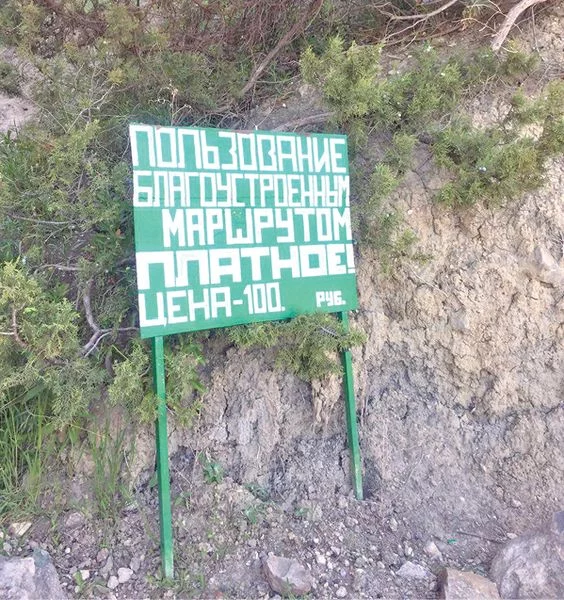 ПОЛЬЗОВАНИЕ
БЛАГОУСТРОЕННЫМ
МАРШРУТОМ
ПЛАТНОЕ!
ЦЕНА-100. РУБ.